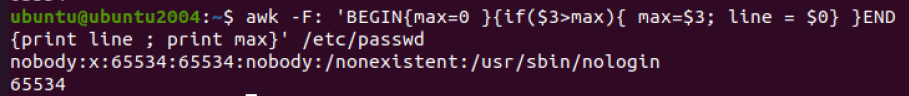 ubuntu@ubuntu2004:~$ awk -F: 'BEGIN{max=0 }{if($3>max){ max=$3; line = $0} }END
{print line ; print max}' /etc/passwd
nobody:x:65534:65534:nobody:/nonexistent:/usr/sbin/nologin
65534